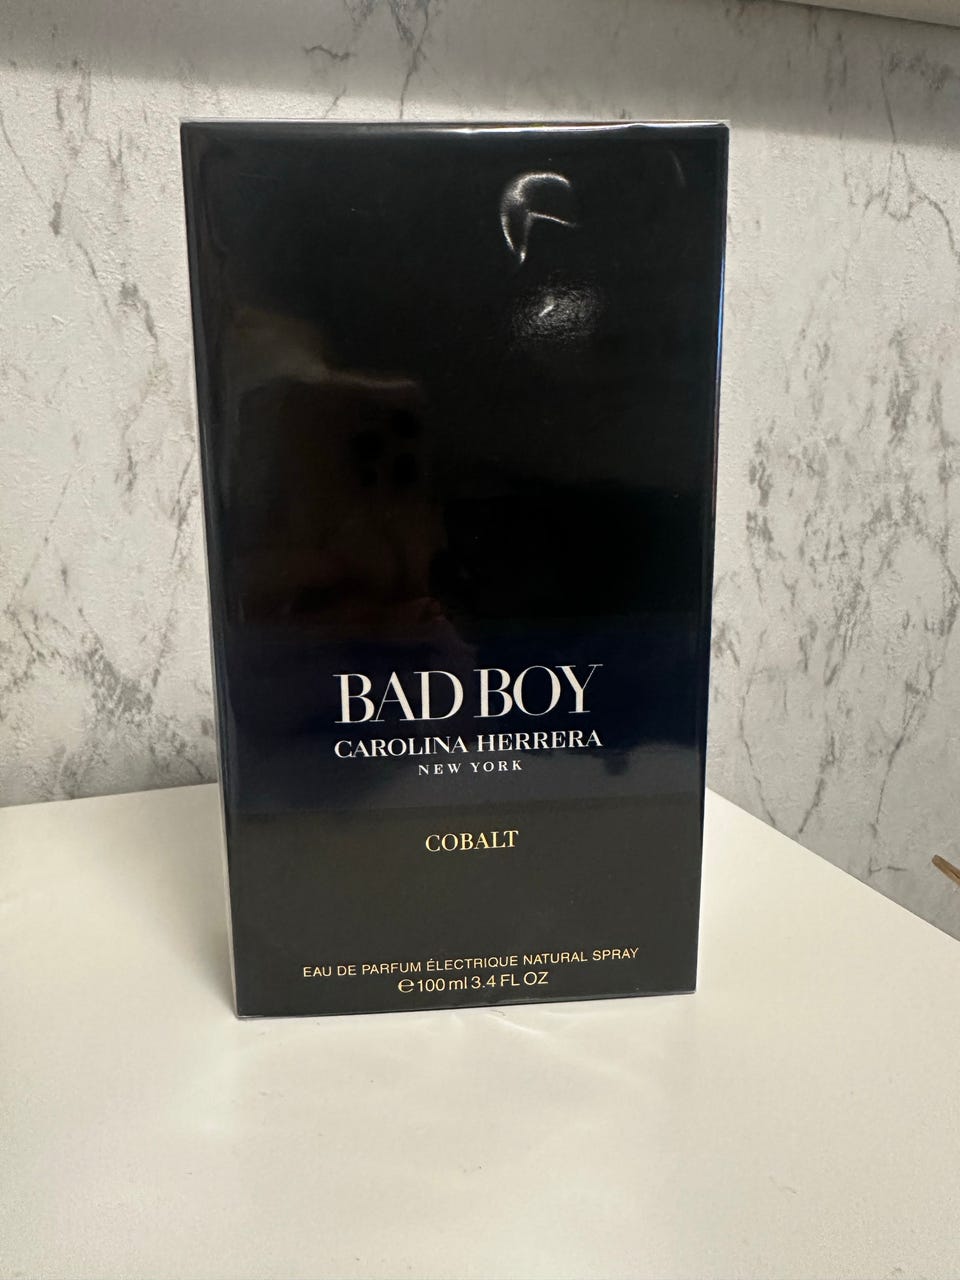 BAD BOY
CAROLINA HERRERA
NEW YORK
COBALT
EAU DE PARFUM ÉLECTRIQUE NATURAL SPRAY
℮100 ml 3.4 FL OZ